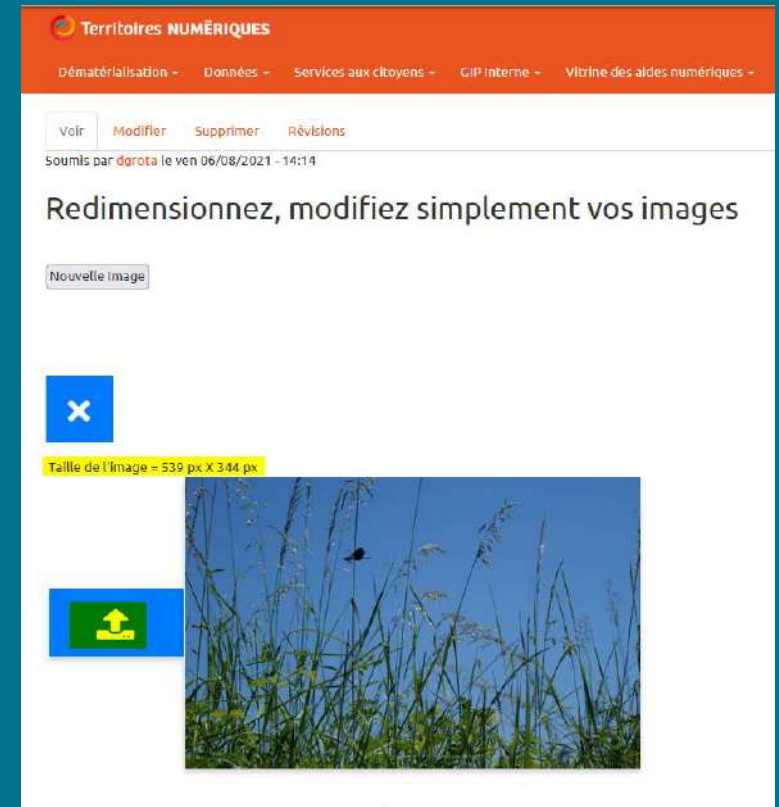 Territoires NUMĒRIQUES
Dématérialisation Données Services aux citoyens GIP Interne Vitrine des aides numériques
Voir Modifier Supprimer Révisions
Soumis par dgrota le ven 06/08/2021 - 14:14
Redimensionnez, modifiez simplement vos images
Nouvelle Image
Taille de l'image = 539 px X 344 px